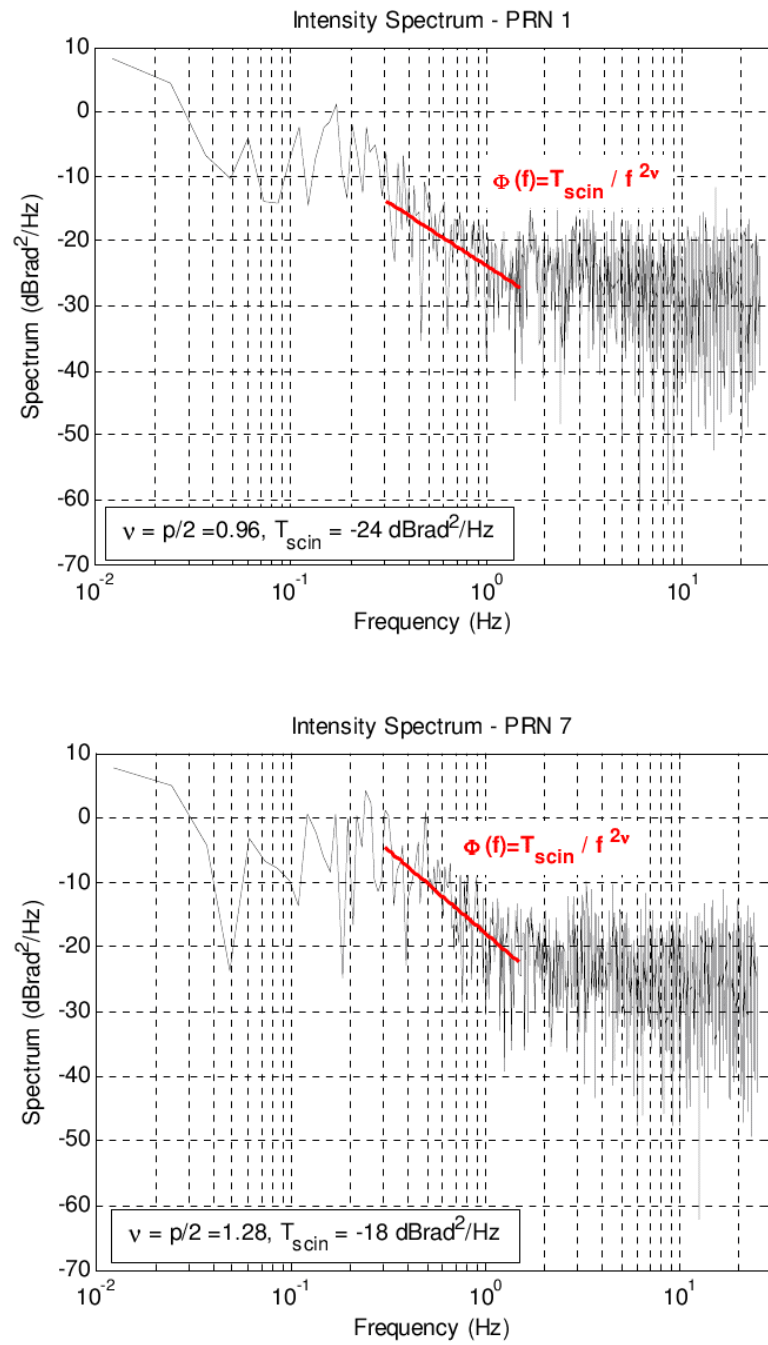 Intensity Spectrum - PRN 1
10
0
-10
Φ(f)=T_scin / f^2ν
-20
-30
-40
-50
-60
-70
Spectrum (dBrad²/Hz)
ν = p/2 =0.96, T_scin = -24 dBrad²/Hz
10^-2 10^-1 10^0 10^1
Frequency (Hz)
Intensity Spectrum - PRN 7
10
0
Φ(f)=T_scin / f^2ν
-10
-20
-30
-40
-50
-60
-70
Spectrum (dBrad²/Hz)
ν = p/2 =1.28, T_scin = -18 dBrad²/Hz
10^-2 10^-1 10^0 10^1
Frequency (Hz)